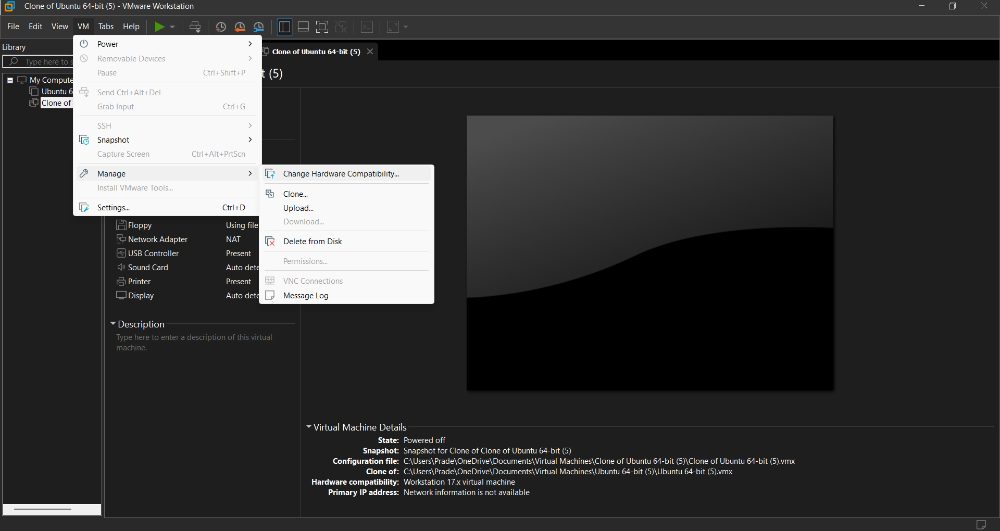 Clone of Ubuntu 64-bit (5) - VMware Workstation
File Edit View VM Tabs Help
Library
Type here to s
My Compute
Ubuntu 6
Clone of
Power
Removable Devices
Pause Ctrl+Shift+P
Send Ctrl+Alt+Del
Grab Input Ctrl+G
SSH
Snapshot
Capture Screen Ctrl+Alt+PrtScn
Manage
Install VMware Tools...
Settings... Ctrl+D
Change Hardware Compatibility...
Clone...
Upload...
Download...
Delete from Disk
Permissions...
VNC Connections
Message Log
Clone of Ubuntu 64-bit (5)
t (5)
Floppy Using file
Network Adapter NAT
USB Controller Present
Sound Card Auto dete
Printer Present
Display Auto dete
Description
Type here to enter a description of this virtual
machine.
Virtual Machine Details
State: Powered off
Snapshot: Snapshot for Clone of Clone of Ubuntu 64-bit (5)
Configuration file: C:\Users\Prade\OneDrive\Documents\Virtual Machines\Clone of Ubuntu 64-bit (5)\Clone of Ubuntu 64-bit (5).vmx
Clone of: C:\Users\Prade\OneDrive\Documents\Virtual Machines\Ubuntu 64-bit (5)\Ubuntu 64-bit (5).vmx
Hardware compatibility: Workstation 17.x virtual machine
Primary IP address: Network information is not available